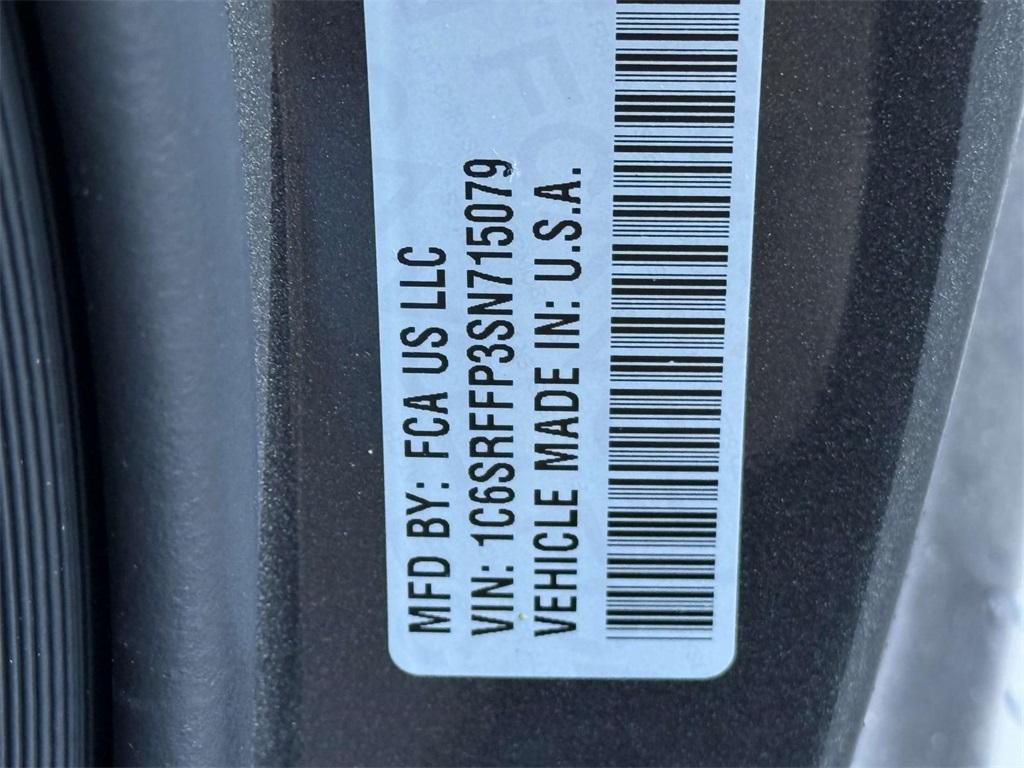 MFD BY: FCA US LLC
VIN: 1C6SRFFP3SN715079
VEHICLE MADE IN: U.S.A.